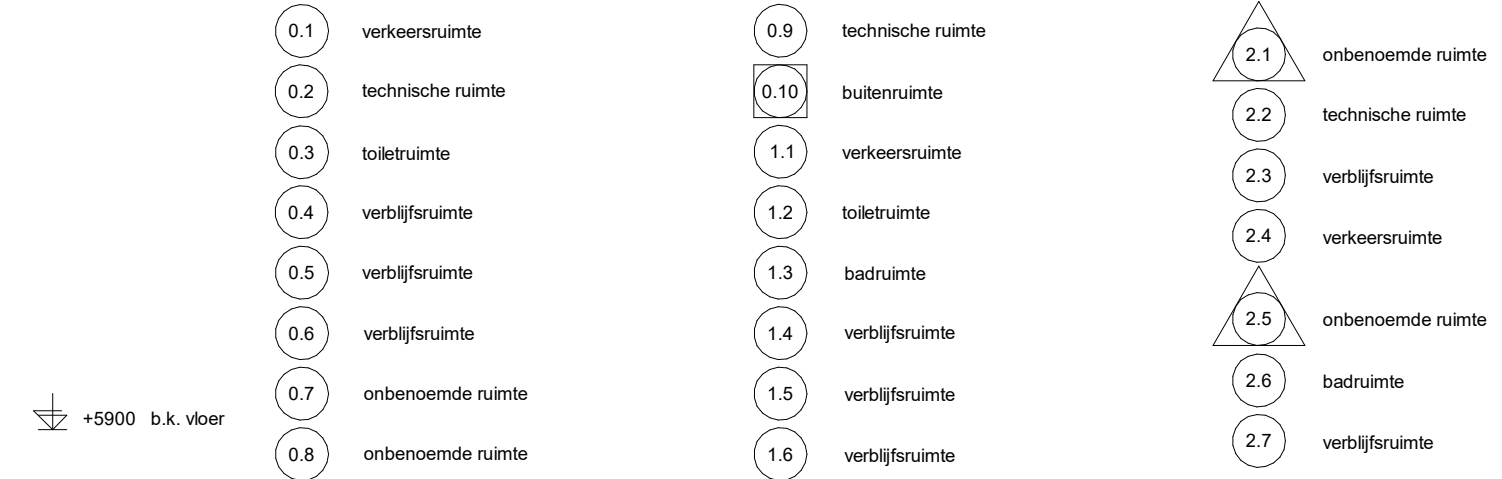 0.1 verkeersruimte
0.2 technische ruimte
0.3 toiletruimte
0.4 verblijfsruimte
0.5 verblijfsruimte
0.6 verblijfsruimte
0.7 onbenoemde ruimte
0.8 onbenoemde ruimte
+5900 b.k. vloer
0.9 technische ruimte
0.10 buitenruimte
1.1 verkeersruimte
1.2 toiletruimte
1.3 badruimte
1.4 verblijfsruimte
1.5 verblijfsruimte
1.6 verblijfsruimte
2.1 onbenoemde ruimte
2.2 technische ruimte
2.3 verblijfsruimte
2.4 verkeersruimte
2.5 onbenoemde ruimte
2.6 badruimte
2.7 verblijfsruimte